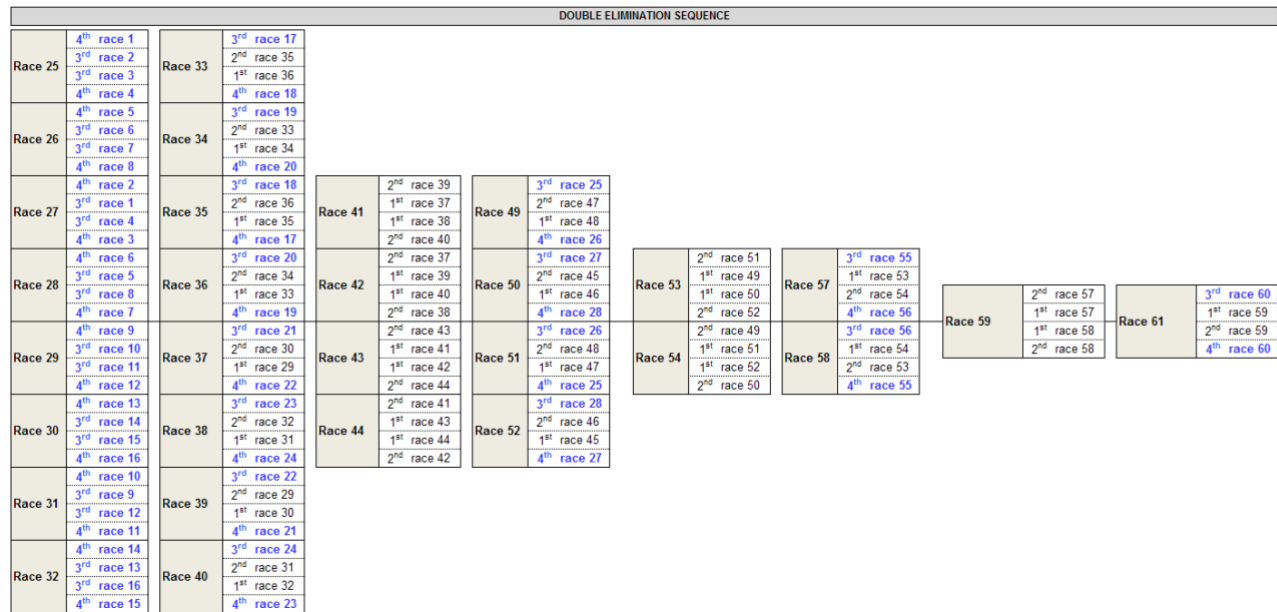 DOUBLE ELIMINATION SEQUENCE
Race 25
4th race 1
3rd race 2
3rd race 3
4th race 4
Race 26
4th race 5
3rd race 6
3rd race 7
4th race 8
Race 27
4th race 2
3rd race 1
3rd race 4
4th race 3
Race 28
4th race 6
3rd race 5
3rd race 8
4th race 7
Race 29
4th race 9
3rd race 10
3rd race 11
4th race 12
Race 30
4th race 13
3rd race 14
3rd race 15
4th race 16
Race 31
4th race 10
3rd race 9
3rd race 12
4th race 11
Race 32
4th race 14
3rd race 13
3rd race 16
4th race 15
Race 33
3rd race 17
2nd race 35
1st race 36
4th race 18
Race 34
3rd race 19
2nd race 33
1st race 34
4th race 20
Race 35
3rd race 18
2nd race 36
1st race 35
4th race 17
Race 36
3rd race 20
2nd race 34
1st race 33
4th race 19
Race 37
3rd race 21
2nd race 30
1st race 29
4th race 22
Race 38
3rd race 23
2nd race 32
1st race 31
4th race 24
Race 39
3rd race 22
2nd race 29
1st race 30
4th race 21
Race 40
3rd race 24
2nd race 31
1st race 32
4th race 23
Race 41
2nd race 39
1st race 37
1st race 38
2nd race 40
Race 42
2nd race 37
1st race 39
1st race 40
2nd race 38
Race 43
2nd race 43
1st race 41
1st race 42
2nd race 44
Race 44
2nd race 41
1st race 43
1st race 44
2nd race 42
Race 49
3rd race 25
2nd race 47
1st race 48
4th race 26
Race 50
3rd race 27
2nd race 45
1st race 46
4th race 28
Race 51
3rd race 26
2nd race 48
1st race 47
4th race 25
Race 52
3rd race 28
2nd race 46
1st race 45
4th race 27
Race 53
2nd race 51
1st race 49
1st race 50
2nd race 52
Race 54
2nd race 49
1st race 51
1st race 52
2nd race 50
Race 57
3rd race 55
1st race 53
2nd race 54
4th race 56
Race 58
3rd race 56
1st race 54
2nd race 53
4th race 55
Race 59
2nd race 57
1st race 57
1st race 58
2nd race 58
Race 61
3rd race 60
1st race 59
2nd race 59
4th race 60